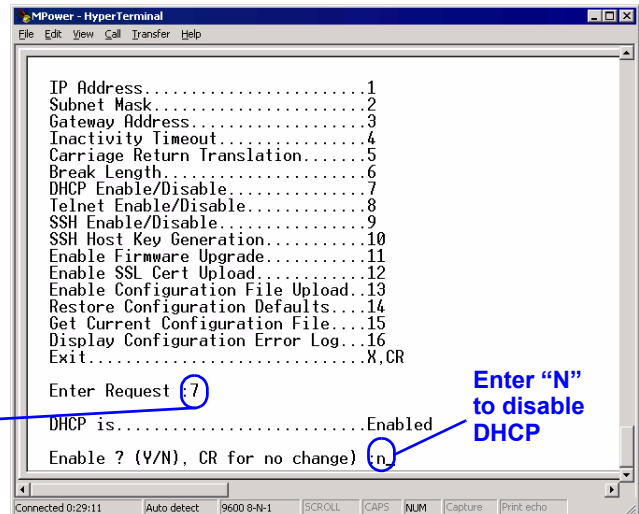 MPower - HyperTerminal
File Edit View Call Transfer Help
IP Address........................1
Subnet Mask.......................2
Gateway Address...................3
Inactivity Timeout................4
Carriage Return Translation.......5
Break Length......................6
DHCP Enable/Disable...............7
Telnet Enable/Disable.............8
SSH Enable/Disable................9
SSH Host Key Generation...........10
Enable Firmware Upgrade...........11
Enable SSL Cert Upload............12
Enable Configuration File Upload..13
Restore Configuration Defaults....14
Get Current Configuration File....15
Display Configuration Error Log...16
Exit..............................X,CR
Enter Request :7
DHCP is...........................Enabled
Enable ? (Y/N), CR for no change) :n_
Enter “N”
to disable
DHCP
Connected 0:29:11 Auto detect 9600 8-N-1 SCROLL CAPS NUM Capture Print echo